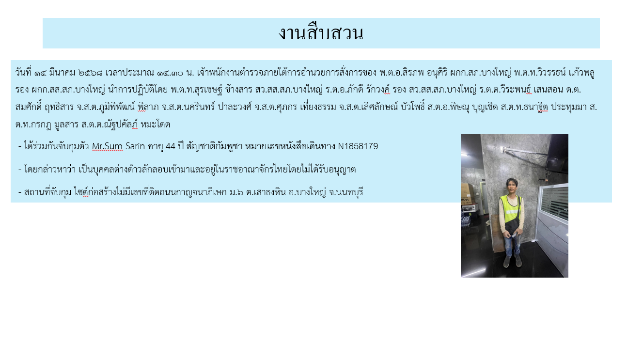 งานสืบสวน
วันที่ ๑๔ มีนาคม ๒๕๖๘ เวลาประมาณ ๑๔.๓๐ น. เจ้าพนักงานตำรวจภายใต้การอำนวยการสั่งการของ พ.ต.อ.สิรภพ อนุศิริ ผกก.สภ.บางใหญ่ พ.ต.ท.วิวรรธน์ แก้วพลู
รอง ผกก.สส.สภ.บางใหญ่ นำการปฏิบัติโดย พ.ต.ท.สุรเชษฐ์ จ้างสาร สว.สส.สภ.บางใหญ่ ร.ต.อ.ภักดี รักวงค์ รอง สว.สส.สภ.บางใหญ่ ร.ต.ต.วีระพนธุ์ เสนสอน ด.ต.
สมศักดิ์ ฤทธิสาร จ.ส.ต.ภูมิพิพัฒน์ พิลาภ จ.ส.ต.นครินทร์ ปาละวงศ์ จ.ส.ต.ศุภกร เที่ยงธรรม จ.ส.ต.เลิศลักษณ์ บัวโพธิ์ ส.ต.อ.พิษณุ บุญเชิด ส.ต.ท.ธนาฐิต ประทุมมา ส.
ต.ท.กรกฎ มูลสาร ส.ต.ต.ณัฐปคัลภ์ หมะโตด
- ได้ร่วมกันจับกุมตัว Mr.Sum Sarin อายุ 44 ปี สัญชาติกัมพูชา หมายเลขหนังสือเดินทาง N1858179
- โดยกล่าวหาว่า เป็นบุคคลต่างด้าวลักลอบเข้ามาและอยู่ในราชอาณาจักรไทยโดยไม่ได้รับอนุญาต
- สถานที่จับกุม ไซต์ก่อสร้างไม่มีเลขที่ติดถนนกาญจนาภิเษก ม.๖ ต.เสาธงหิน อ.บางใหญ่ จ.นนทบุรี